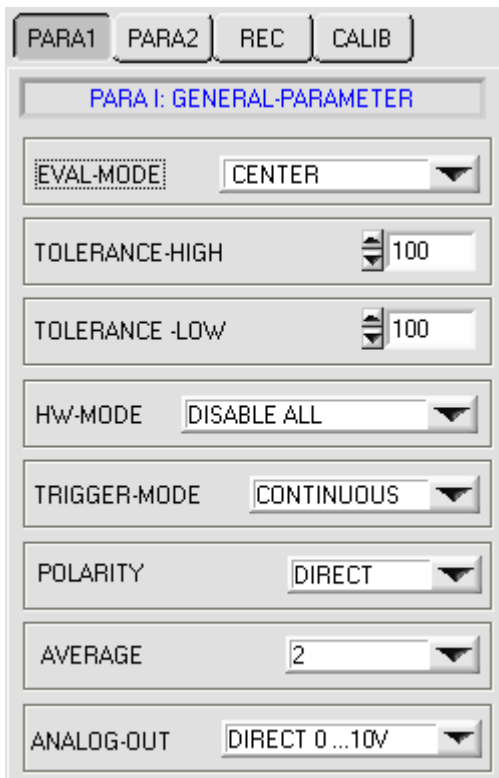 PARA1 PARA2 REC CALIB
PARA I: GENERAL-PARAMETER
EVAL-MODE CENTER
TOLERANCE-HIGH 100
TOLERANCE -LOW 100
HW-MODE DISABLE ALL
TRIGGER-MODE CONTINUOUS
POLARITY DIRECT
AVERAGE 2
ANALOG-OUT DIRECT 0 ...10V